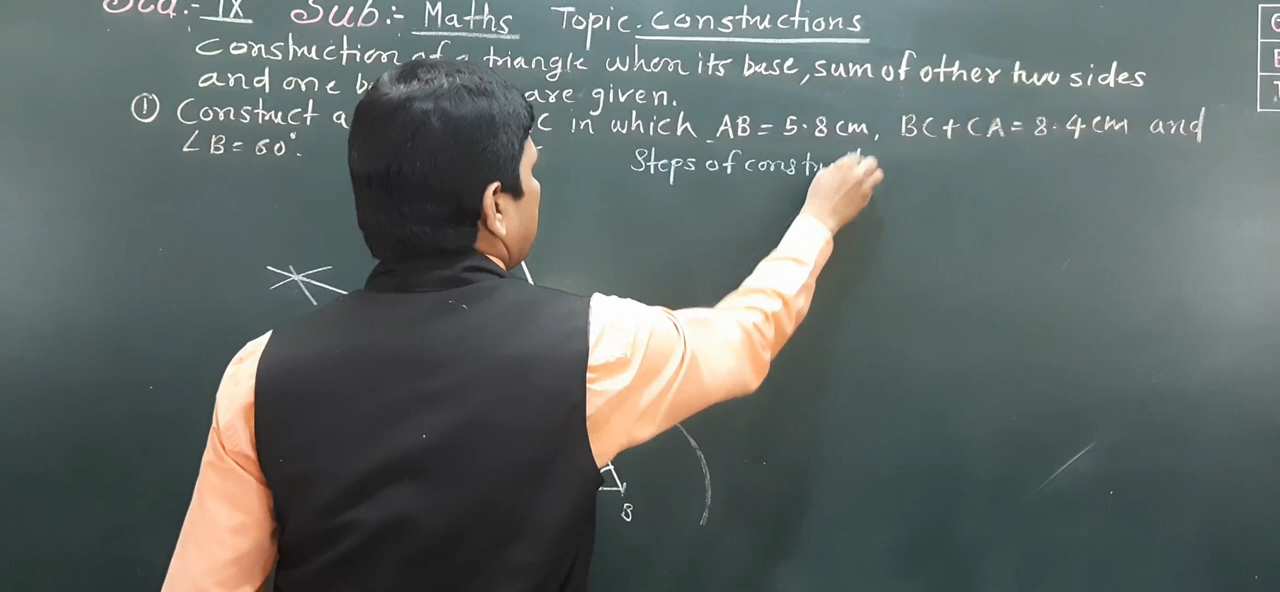 Std:- IX Sub:- Maths Topic constructions
construction of a triangle when its base, sum of other two sides
and one are given.
① Construct a C in which AB = 5.8 cm, BC + CA = 8.4 cm and
∠B = 60°.
Steps of const
B